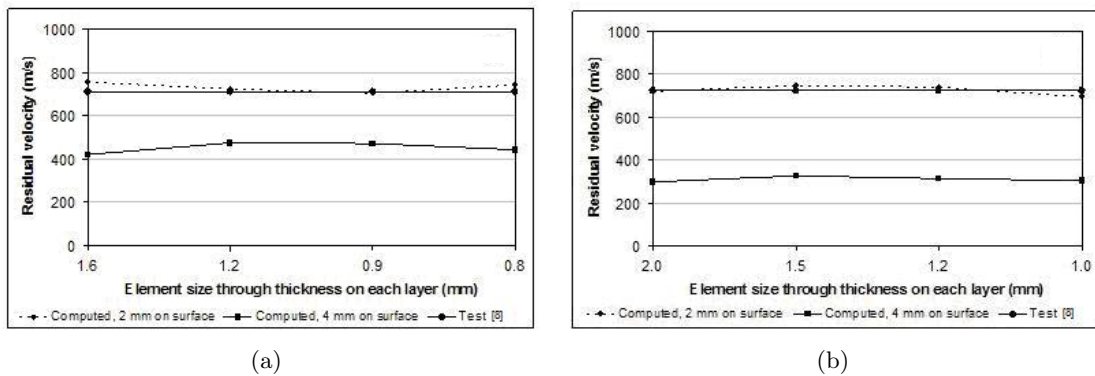 1000
800
600
400
200
0
Residual velocity (m/s)
1.6 1.2 0.9 0.8
Element size through thickness on each layer (mm)
Computed, 2 mm on surface Computed, 4 mm on surface Test [8]
(a)
1000
800
600
400
200
0
Residual velocity (m/s)
2.0 1.5 1.2 1.0
Element size through thickness on each layer (mm)
Computed, 2 mm on surface Computed, 4 mm on surface Test [8]
(b)